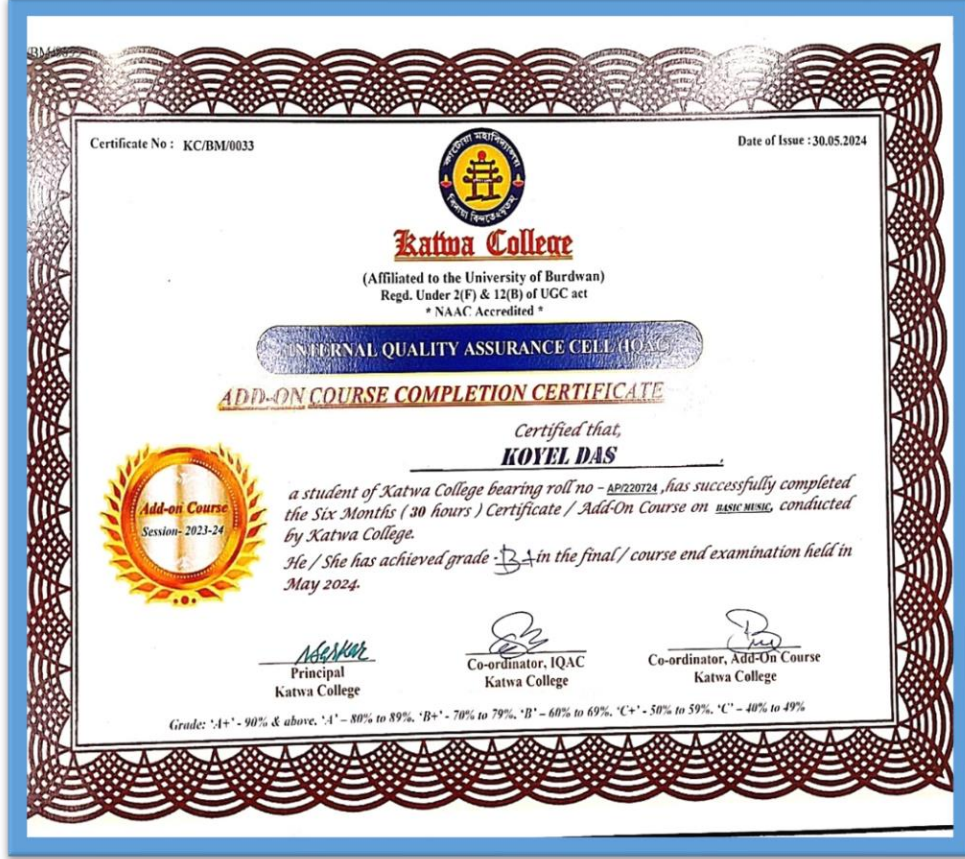 Certificate No : KC/BM/0033
Date of Issue : 30.05.2024
কাটোয়া মহাবিদ্যালয়
Katwa College
(Affiliated to the University of Burdwan)
Regd. Under 2(F) & 12(B) of UGC act
* NAAC Accredited *
INTERNAL QUALITY ASSURANCE CELL (IQAC)
ADD-ON COURSE COMPLETION CERTIFICATE
Certified that,
KOYEL DAS
a student of Katwa College bearing roll no - AP/220724 ,has successfully completed
the Six Months ( 30 hours ) Certificate / Add-On Course on BASIC MUSIC, conducted
by Katwa College.
He / She has achieved grade - B+ in the final / course end examination held in
May 2024.
Add-on Course
Session- 2023-24
Principal
Katwa College
Co-ordinator, IQAC
Katwa College
Co-ordinator, Add-On Course
Katwa College
Grade: 'A+' - 90% & above. 'A' – 80% to 89%. 'B+' - 70% to 79%. 'B' – 60% to 69%. 'C+' - 50% to 59%. 'C' – 40% to 49%